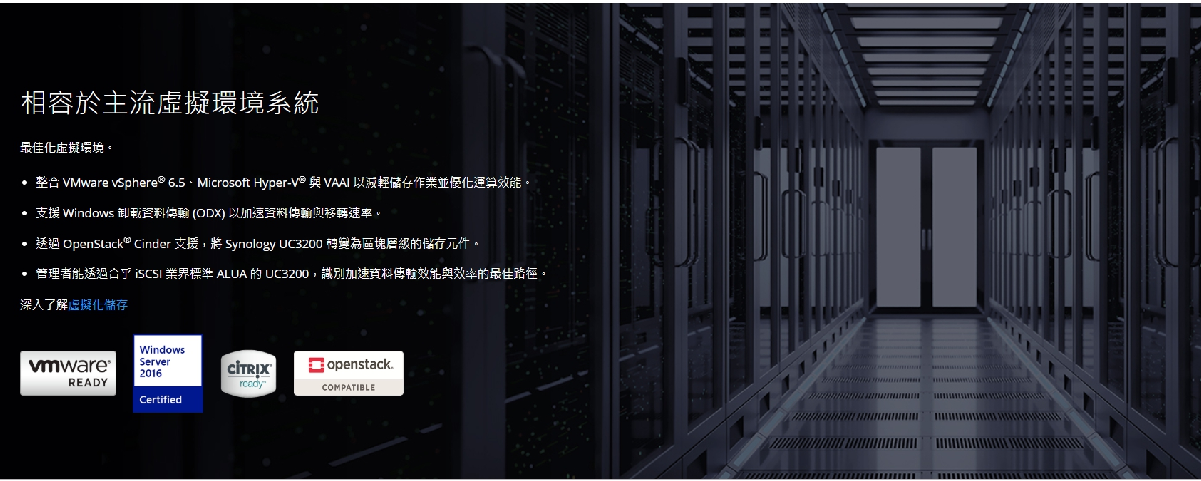 相容於主流虛擬環境系統
最佳化虛擬環境。
• 整合 VMware vSphere® 6.5、Microsoft Hyper-V® 與 VAAI 以減輕儲存作業並優化運算效能。
• 支援 Windows 卸載資料傳輸 (ODX) 以加速資料傳輸與移轉速率。
• 透過 OpenStack® Cinder 支援，將 Synology UC3200 轉變為區塊層級的儲存元件。
• 管理者能透過合乎 iSCSI 業界標準 ALUA 的 UC3200，識別加速資料傳輸效能與效率的最佳路徑。
深入了解虛擬化儲存
vmware®
READY
Windows
Server
2016
Certified
CITRIX®
ready™
openstack.
COMPATIBLE